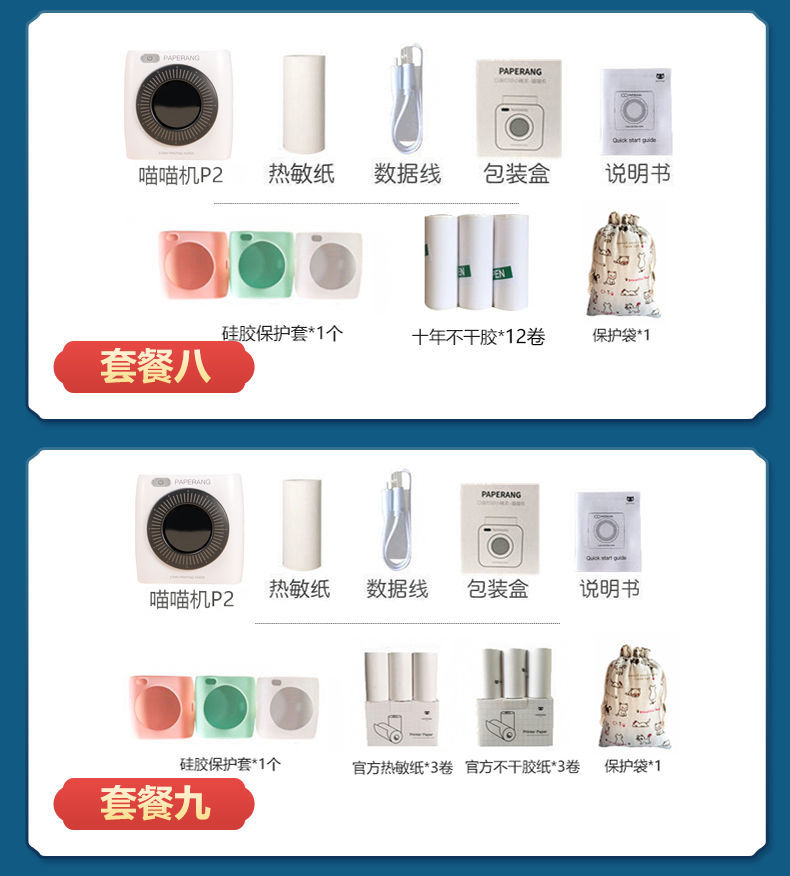 PAPERANG
PAPERANG
Quick start guide
喵喵机P2
热敏纸
数据线
包装盒
说明书
硅胶保护套*1个
十年不干胶*12卷
保护袋*1
套餐八
PAPERANG
PAPERANG
Quick start guide
喵喵机P2
热敏纸
数据线
包装盒
说明书
Printer Paper
Printer Paper
硅胶保护套*1个
官方热敏纸*3卷
官方不干胶纸*3卷
保护袋*1
套餐九